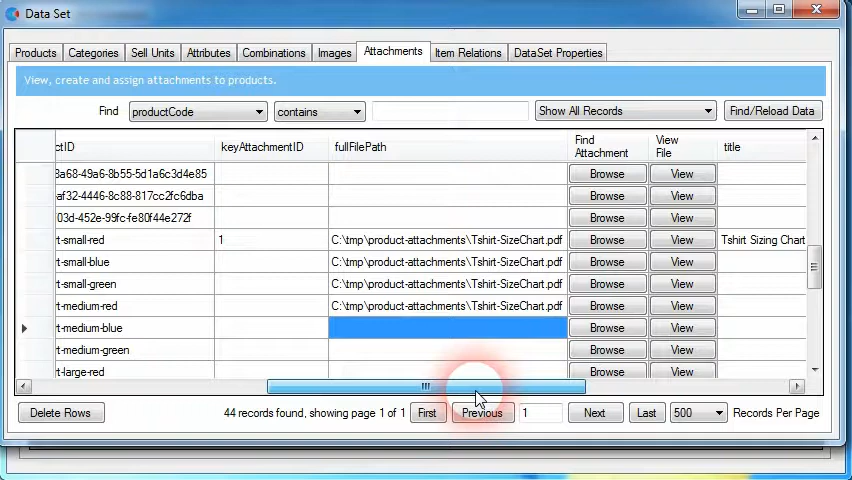 Data Set
Products Categories Sell Units Attributes Combinations Images Attachments Item Relations DataSet Properties
View, create and assign attachments to products.
Find productCode contains Show All Records Find/Reload Data
ctID keyAttachmentID fullFilePath Find Attachment View File title
3a68-49a6-8b55-5d1a6c3d4e85 Browse View
af32-4446-8c88-817cc2fc6dba Browse View
03d-452e-99fc-fe80f44e272f Browse View
t-small-red 1 C:\tmp\product-attachments\Tshirt-SizeChart.pdf Browse View Tshirt Sizing Chart
t-small-blue C:\tmp\product-attachments\Tshirt-SizeChart.pdf Browse View
t-small-green C:\tmp\product-attachments\Tshirt-SizeChart.pdf Browse View
t-medium-red C:\tmp\product-attachments\Tshirt-SizeChart.pdf Browse View
t-medium-blue Browse View
t-medium-green Browse View
t-large-red Browse View
Delete Rows 44 records found, showing page 1 of 1 First Previous 1 Next Last 500 Records Per Page